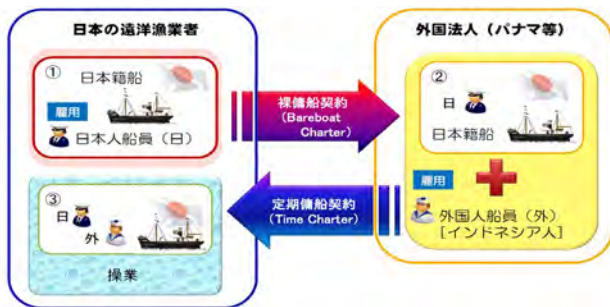 日本の遠洋漁業者
①
日本籍船
雇用
日本人船員（日）
裸傭船契約
（Bareboat
Charter）
外国法人（パナマ等）
②
日
日本籍船
雇用
外国人船員（外）
［インドネシア人］
定期傭船契約
（Time Charter）
③
日
外
操業